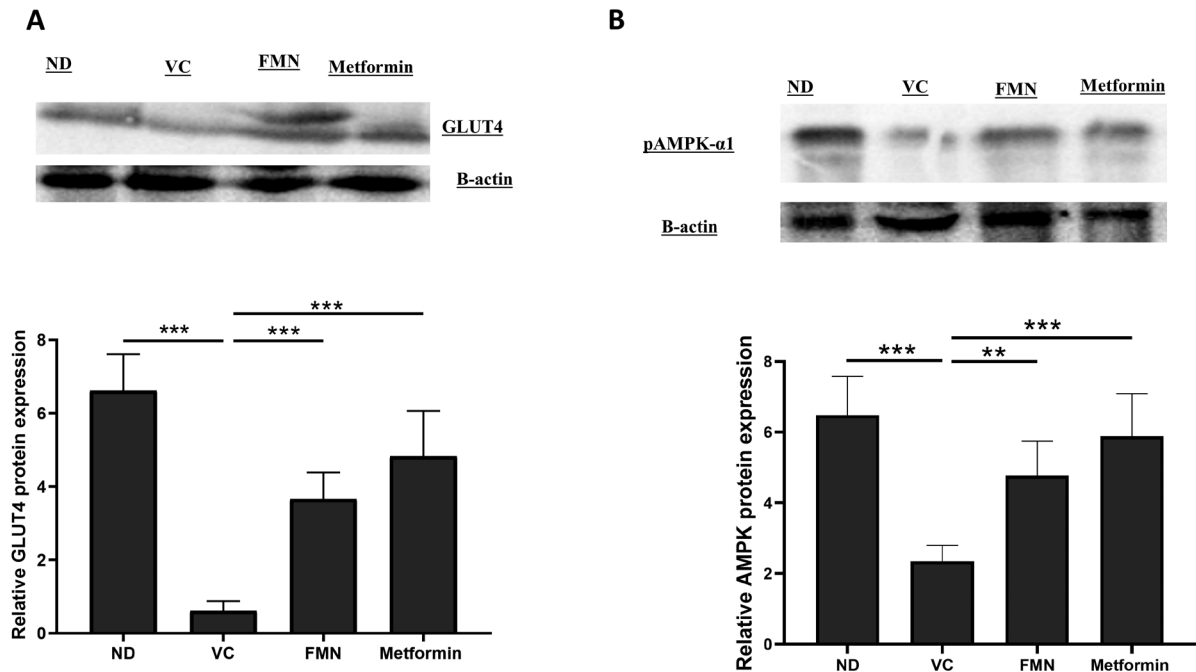 A
ND VC FMN Metformin
GLUT4
B-actin
***
*** ***
Relative GLUT4 protein expression
8
6
4
2
0
ND VC FMN Metformin
B
ND VC FMN Metformin
pAMPK-α1
B-actin
***
*** **
Relative AMPK protein expression
8
6
4
2
0
ND VC FMN Metformin